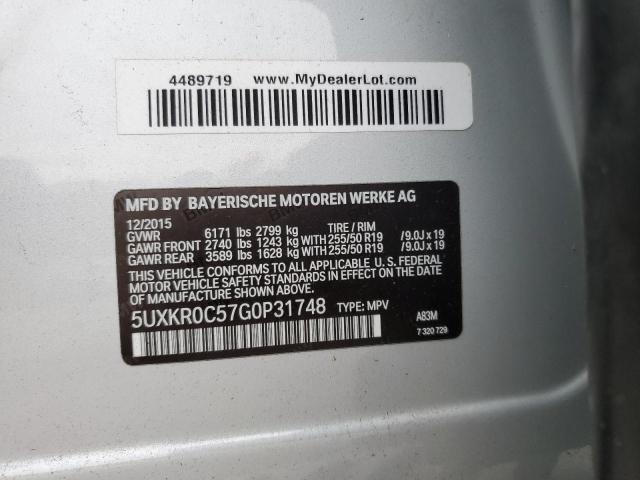 4489719 www.MyDealerLot.com
MFD BY BAYERISCHE MOTOREN WERKE AG
12/2015 TIRE / RIM
GVWR 6171 lbs 2799 kg
GAWR FRONT 2740 lbs 1243 kg WITH 255/50 R19 /9.0J x 19
GAWR REAR 3589 lbs 1628 kg WITH 255/50 R19 /9.0J x 19
THIS VEHICLE CONFORMS TO ALL APPLICABLE U. S. FEDERAL
MOTOR VEHICLE SAFETY STANDARDS IN EFFECT ON THE DATE OF
MANUFACTURE SHOWN ABOVE.
5UXKR0C57G0P31748 TYPE: MPV A83M
7 320 729